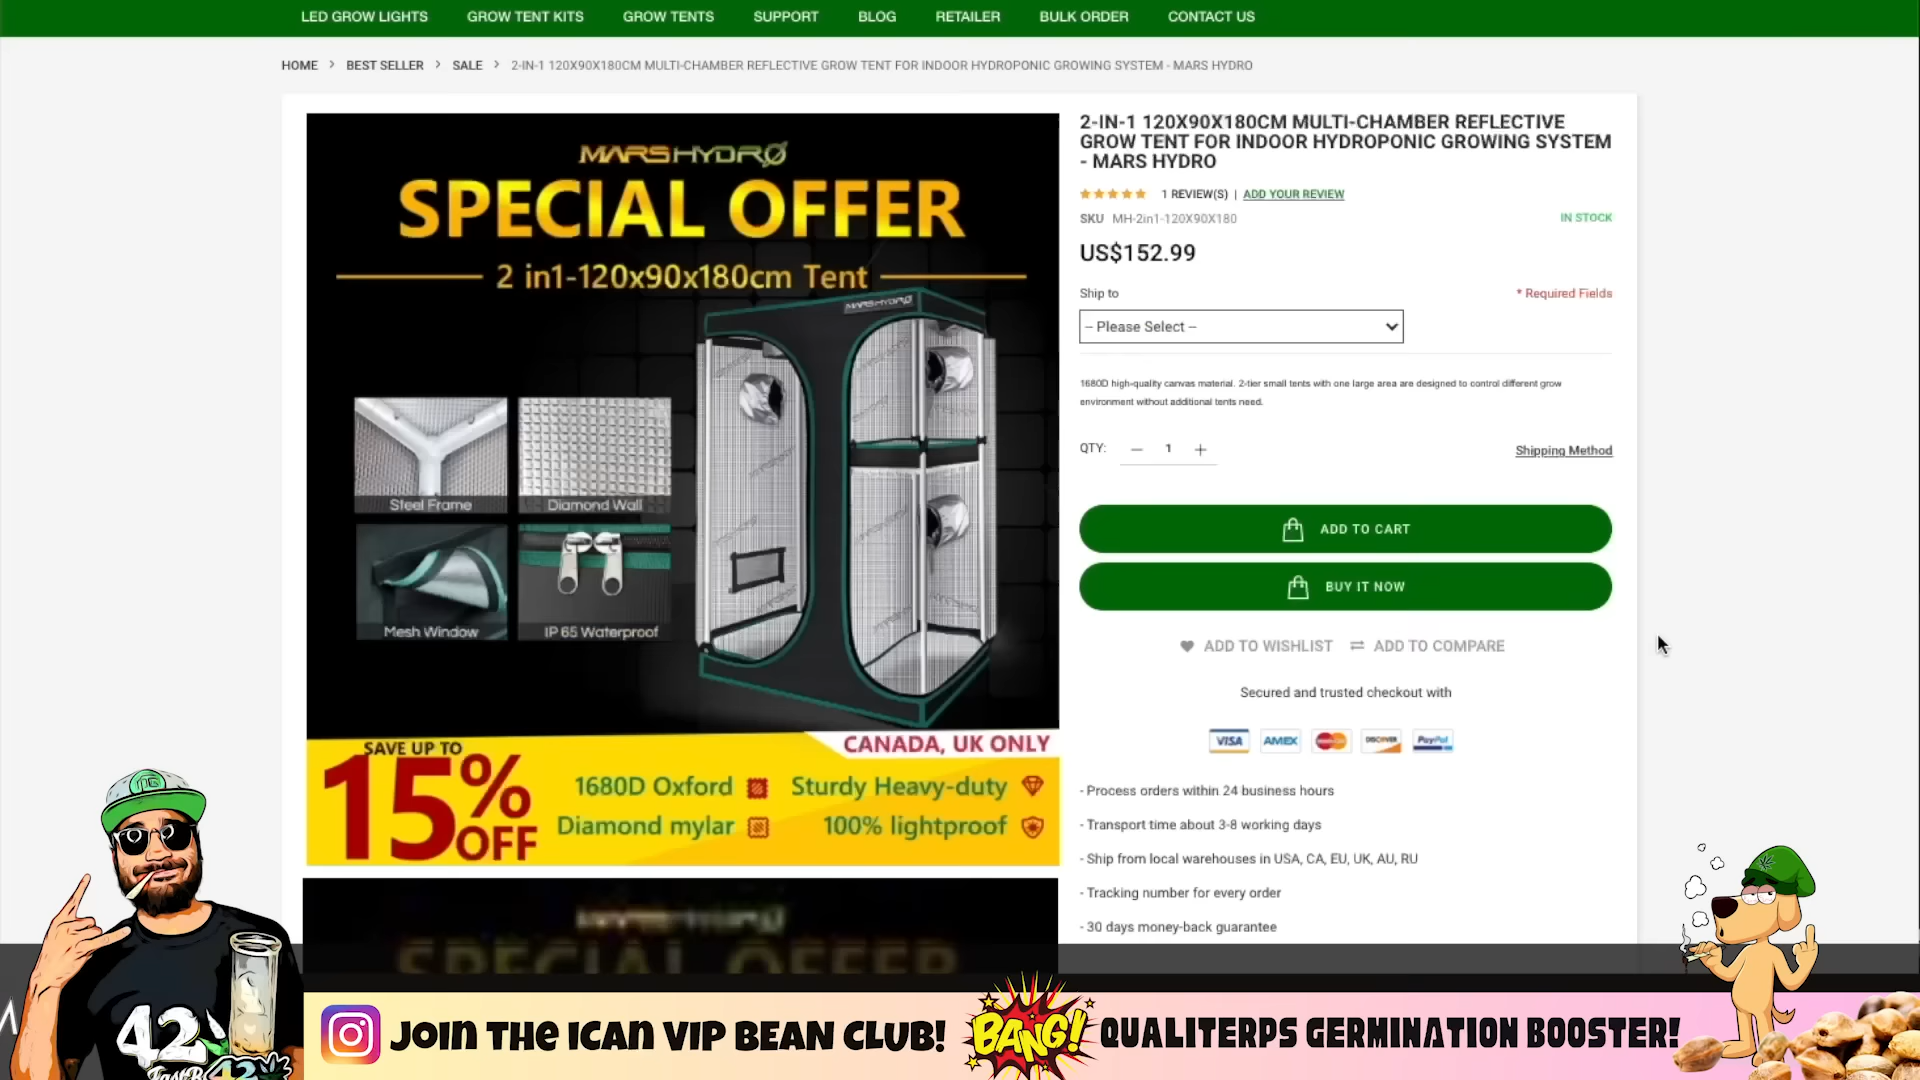 LED GROW LIGHTS GROW TENT KITS GROW TENTS SUPPORT BLOG RETAILER BULK ORDER CONTACT US
HOME > BEST SELLER > SALE > 2-IN-1 120X90X180CM MULTI-CHAMBER REFLECTIVE GROW TENT FOR INDOOR HYDROPONIC GROWING SYSTEM - MARS HYDRO
MARS HYDRO
SPECIAL OFFER
2 in1-120x90x180cm Tent
MARS HYDRO
Steel Frame
Diamond Wall
Mesh Window
IP 65 Waterproof
CANADA, UK ONLY
SAVE UP TO
15% OFF
1680D Oxford
Sturdy Heavy-duty
Diamond mylar
100% lightproof
MARS HYDRO
SPECIAL OFFER
2-IN-1 120X90X180CM MULTI-CHAMBER REFLECTIVE
GROW TENT FOR INDOOR HYDROPONIC GROWING SYSTEM
- MARS HYDRO
1 REVIEW(S) | ADD YOUR REVIEW
SKU MH-2in1-120X90X180
IN STOCK
US$152.99
Ship to
* Required Fields
-- Please Select --
1680D high-quality canvas material. 2-tier small tents with one large area are designed to control different grow
environment without additional tents need.
QTY: − 1 +
Shipping Method
ADD TO CART
BUY IT NOW
ADD TO WISHLIST ADD TO COMPARE
Secured and trusted checkout with
VISA AMEX MasterCard DISCOVER PayPal
- Process orders within 24 business hours
- Transport time about 3-8 working days
- Ship from local warehouses in USA, CA, EU, UK, AU, RU
- Tracking number for every order
- 30 days money-back guarantee
42
JOIN THE ICAN VIP BEAN CLUB!
BANG!
QUALITERPS GERMINATION BOOSTER!